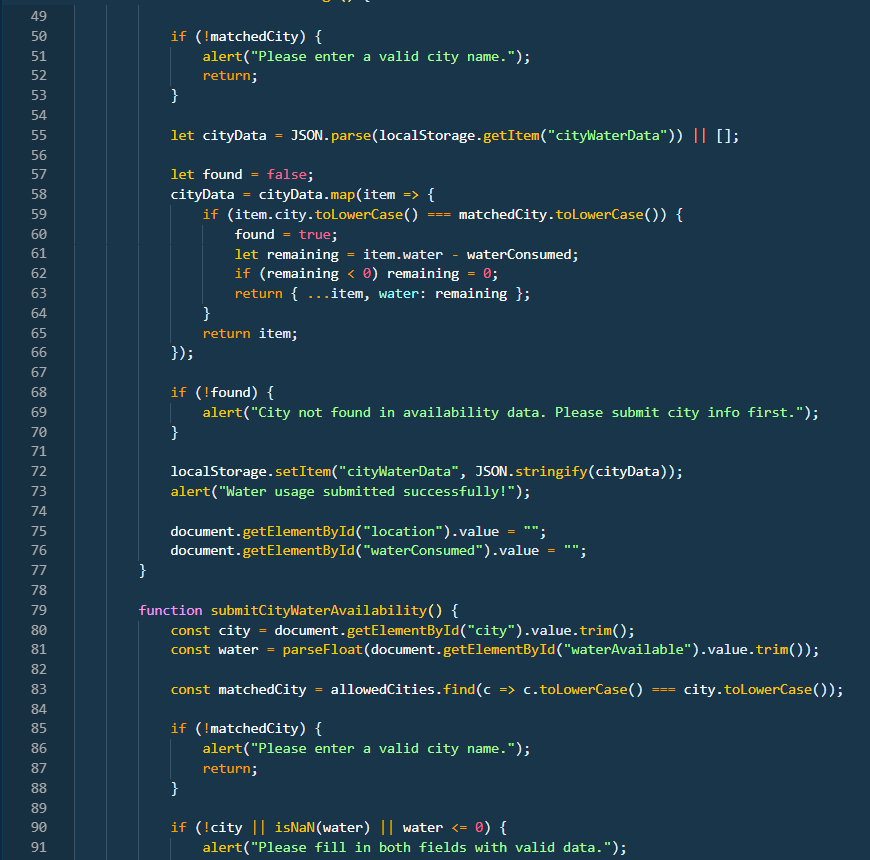 49
50 if (!matchedCity) {
51 alert("Please enter a valid city name.");
52 return;
53 }
54
55 let cityData = JSON.parse(localStorage.getItem("cityWaterData")) || [];
56
57 let found = false;
58 cityData = cityData.map(item => {
59 if (item.city.toLowerCase() === matchedCity.toLowerCase()) {
60 found = true;
61 let remaining = item.water - waterConsumed;
62 if (remaining < 0) remaining = 0;
63 return { ...item, water: remaining };
64 }
65 return item;
66 });
67
68 if (!found) {
69 alert("City not found in availability data. Please submit city info first.");
70 }
71
72 localStorage.setItem("cityWaterData", JSON.stringify(cityData));
73 alert("Water usage submitted successfully!");
74
75 document.getElementById("location").value = "";
76 document.getElementById("waterConsumed").value = "";
77 }
78
79 function submitCityWaterAvailability() {
80 const city = document.getElementById("city").value.trim();
81 const water = parseFloat(document.getElementById("waterAvailable").value.trim());
82
83 const matchedCity = allowedCities.find(c => c.toLowerCase() === city.toLowerCase());
84
85 if (!matchedCity) {
86 alert("Please enter a valid city name.");
87 return;
88 }
89
90 if (!city || isNaN(water) || water <= 0) {
91 alert("Please fill in both fields with valid data.");